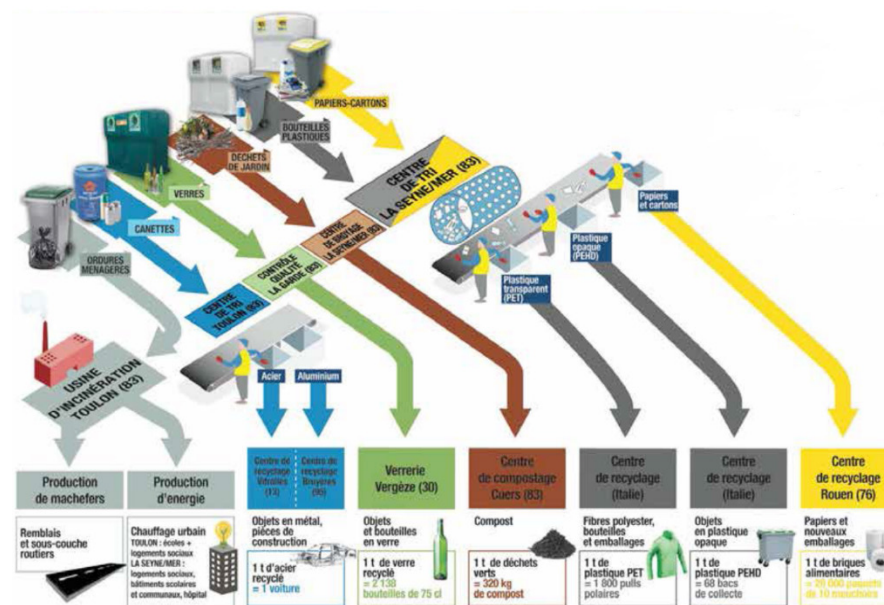 PAPIERS-CARTONS
BOUTEILLES
PLASTIQUES
DÉCHETS
DE JARDIN
VERRES
CANETTES
ORDURES
MENAGERES
CENTRE
DE TRI
LA SEYNE/MER (83)
CENTRE
DE BROYAGE
LA SEYNE/MER (83)
CONTRÔLE
QUALITÉ
LA GARDE (83)
CENTRE
DE TRI
TOULON (83)
USINE
D'INCINÉRATION
TOULON (83)
Papiers
et cartons
Plastique
opaque
(PEHD)
Plastique
transparent
(PET)
Acier
Aluminium
Production
de machefers
Production
d'energie
Centre de
recyclage
Vitrolles
(13)
Centre de
recyclage
Bruyères
Verrerie
Vergèze (30)
Centre
de compostage
Cuers (83)
Centre
de recyclage
(Italie)
Centre
de recyclage
(Italie)
Centre
de recyclage
Rouen (76)
Remblais
et sous-couche
routiers
Chauffage urbain
TOULON : écoles +
logements sociaux
LA SEYNE/MER :
logements sociaux,
bâtiments scolaires
et communaux, hôpital
Objets en métal,
pièces de
construction
1 t d'acier
recyclé
= 1 voiture
Objets
et bouteilles
en verre
1 t de verre
recyclé
= 2 138
bouteilles de 75 cl
Compost
1 t de déchets
verts
= 320 kg
de compost
Fibres polyester,
bouteilles
et emballages
1 t de
plastique PET
= 1 800 pulls
polaires
Objets
en plastique
opaque
1 t de
plastique PEHD
= 68 bacs
de collecte
Papiers et
nouveaux
emballages
1 t de briques
alimentaires
= 20 000 paquets
de 10 mouchoirs